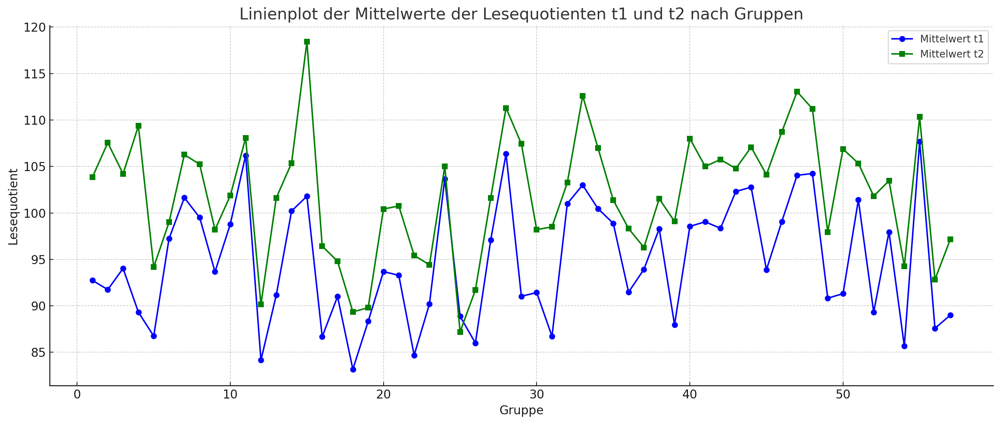 Linienplot der Mittelwerte der Lesequotienten t1 und t2 nach Gruppen
Mittelwert t1
Mittelwert t2
Lesequotient
120
115
110
105
100
95
90
85
0 10 20 30 40 50
Gruppe